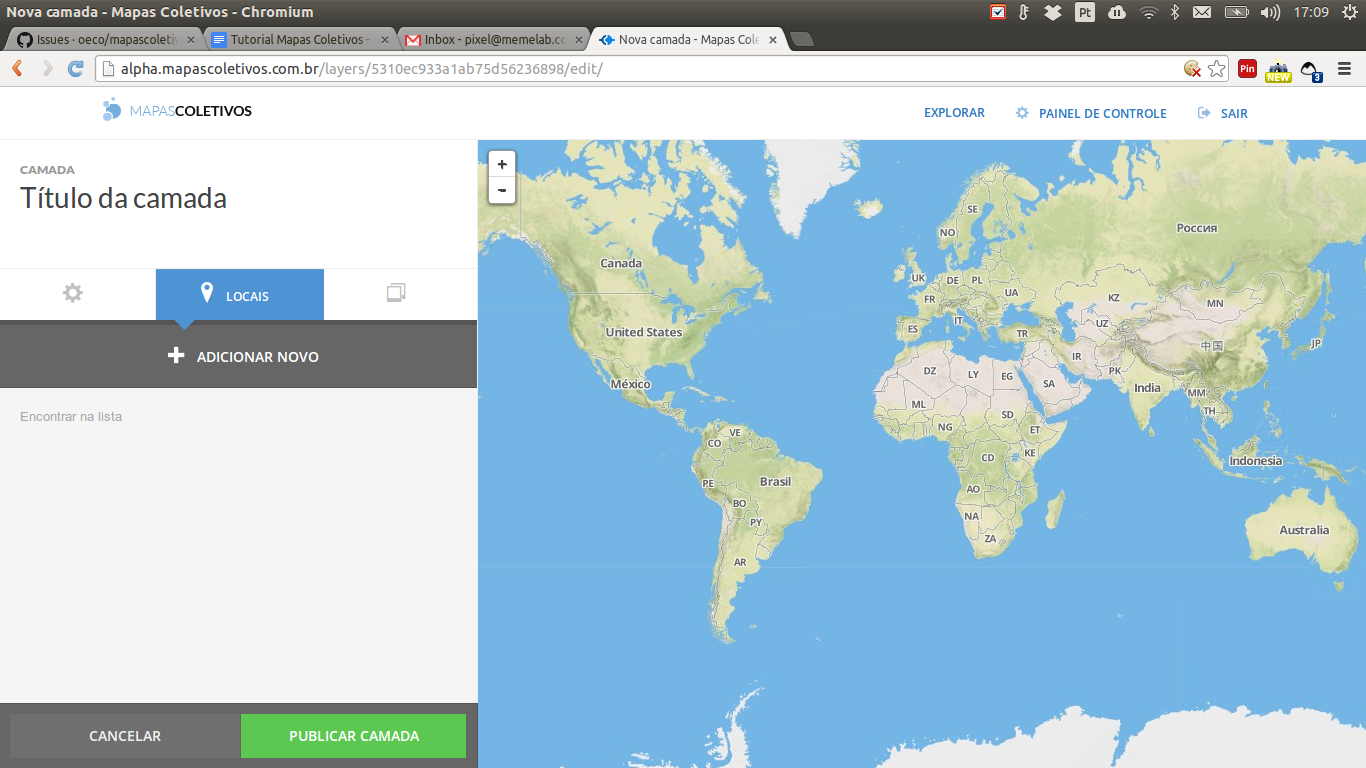 Nova camada - Mapas Coletivos - Chromium
Pt
17:09
Issues · oeco/mapascoletiv
Tutorial Mapas Coletivos -
Inbox - pixel@memelab.cc
Nova camada - Mapas Cole
alpha.mapascoletivos.com.br/layers/5310ec933a1ab75d56236898/edit/
Pin
NEW
3
MAPASCOLETIVOS
EXPLORAR
PAINEL DE CONTROLE
SAIR
CAMADA
Título da camada
LOCAIS
ADICIONAR NOVO
Encontrar na lista
CANCELAR
PUBLICAR CAMADA
+
-
SE
NO
Россия
Canada
UK
DE
PL
UA
KZ
FR
MN
IT
UZ
ES
United States
TR
中国
JP
IR
DZ
LY
EG
PK
México
SA
India
MM
ML
SD
TH
NG
ET
VE
CO
KE
CD
Indonesia
PE
Brasil
AO
BO
NA
PY
Australia
ZA
AR